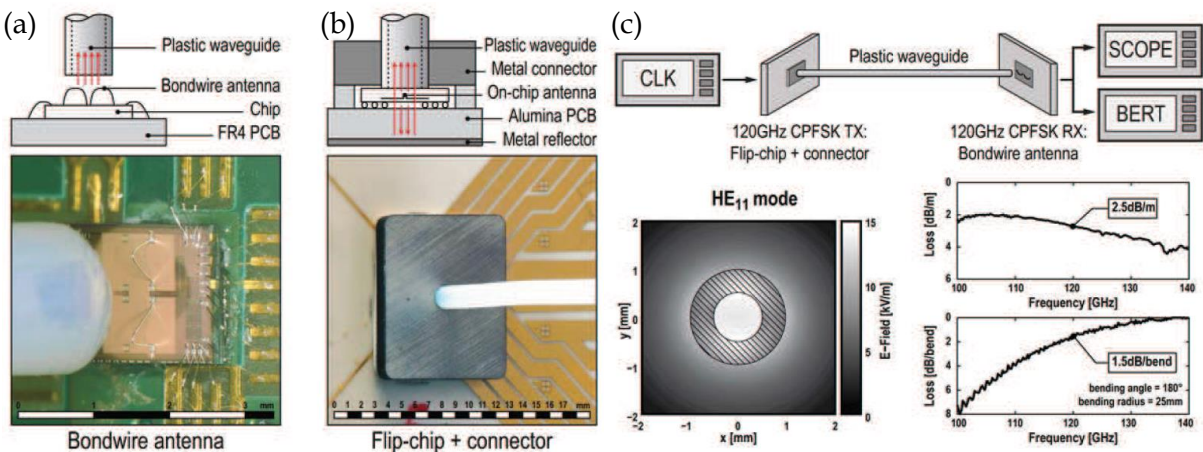 (a)
Plastic waveguide
Bondwire antenna
Chip
FR4 PCB
0 1 2 3 mm
Bondwire antenna
(b)
Plastic waveguide
Metal connector
On-chip antenna
Alumina PCB
Metal reflector
0 1 2 3 4 5 6 7 8 9 10 11 12 13 14 15 16 17 mm
Flip-chip + connector
(c)
CLK
Plastic waveguide
SCOPE
BERT
120GHz CPFSK TX:
Flip-chip + connector
120GHz CPFSK RX:
Bondwire antenna
HE11 mode
2
1
0
−1
−2
y [mm]
−2 −1 0 1 2
x [mm]
15
10
5
0
E-Field [kV/m]
0
2
4
6
Loss [dB/m]
2.5dB/m
100 110 120 130 140
Frequency [GHz]
0
2
4
6
8
Loss [dB/bend]
1.5dB/bend
bending angle = 180°
bending radius = 25mm
100 110 120 130 140
Frequency [GHz]